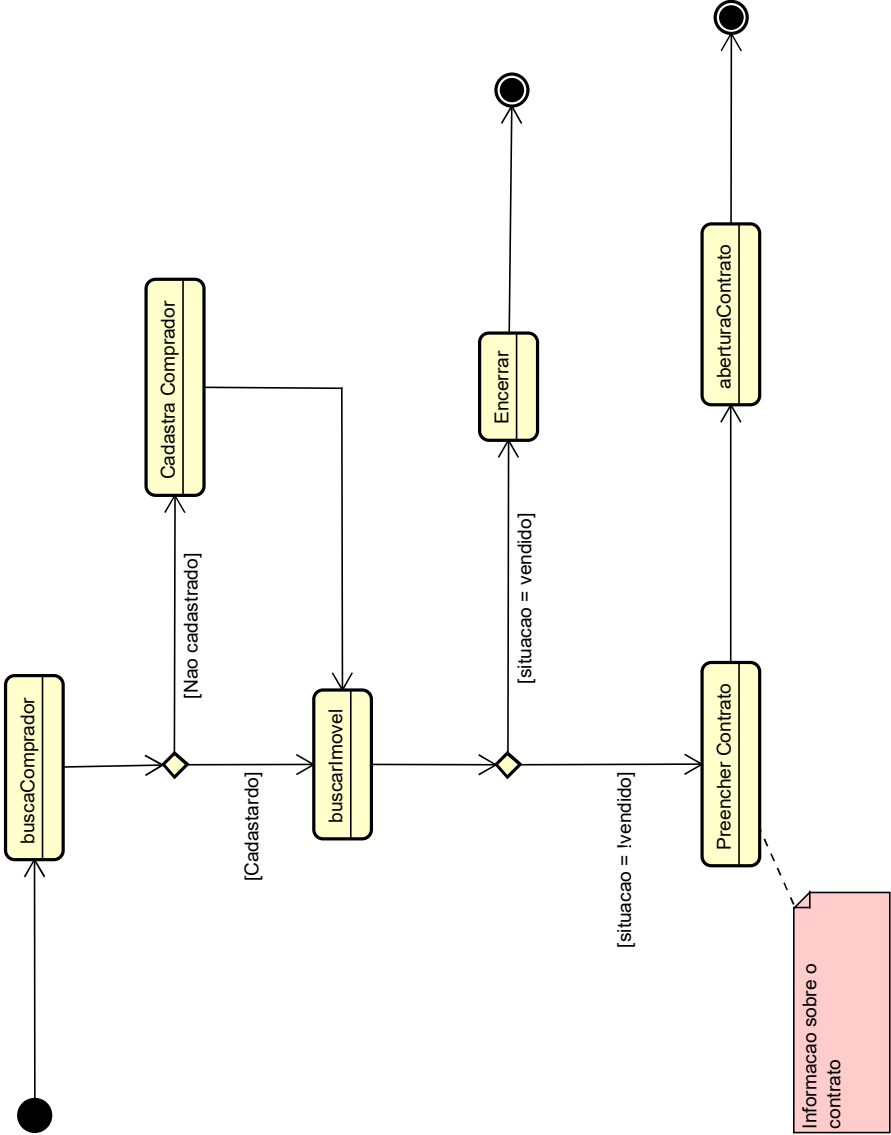 buscaComprador
Cadastra Comprador
[Nao cadastrado]
[Cadastardo]
buscarImovel
Encerrar
[situacao = vendido]
[situacao = !vendido]
Preencher Contrato
aberturaContrato
Informacao sobre o
contrato